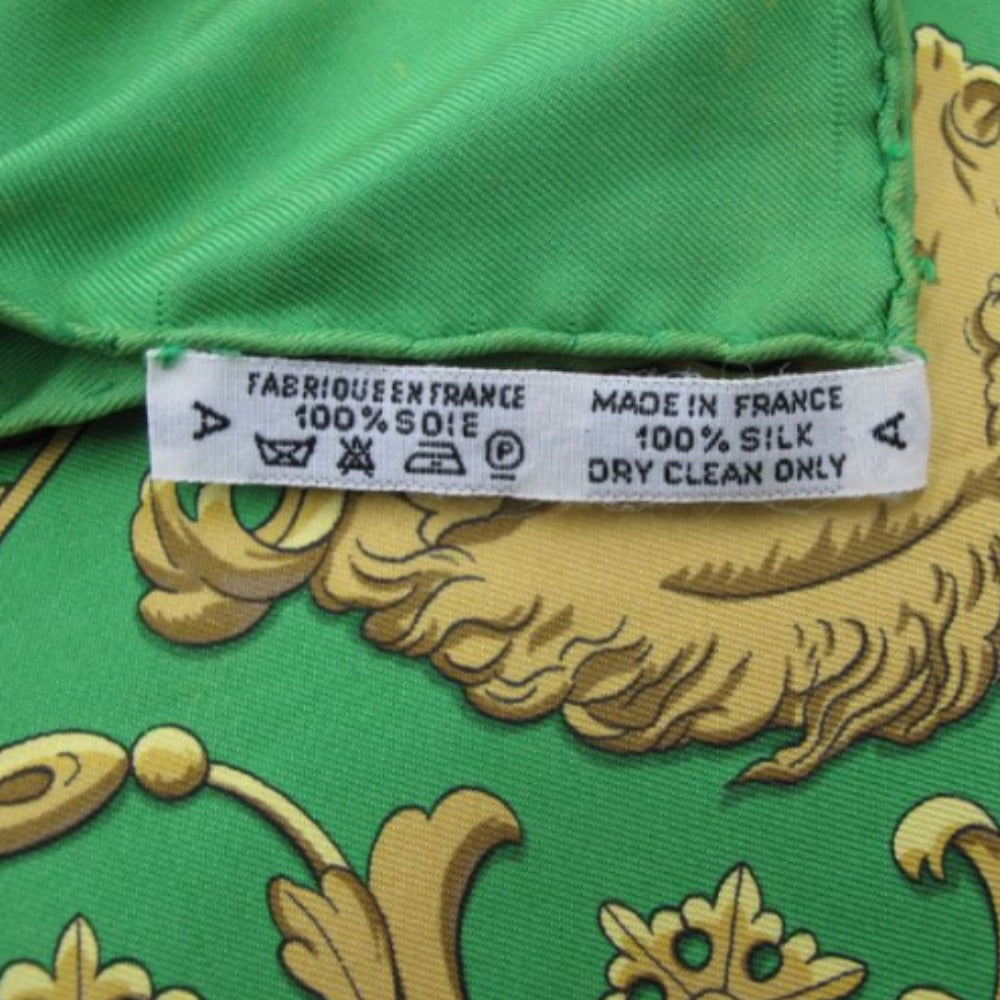 A
FABRIQUE EN FRANCE
100% SOIE
P
MADE IN FRANCE
100% SILK
DRY CLEAN ONLY
A